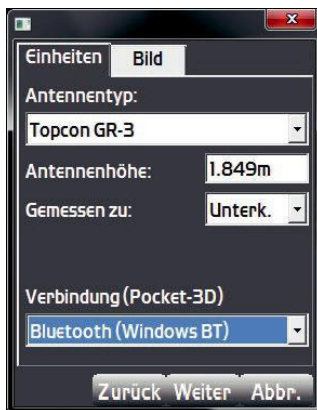 x
Einheiten Bild
Antennentyp:
Topcon GR-3
Antennenhöhe: 1.849m
Gemessen zu: Unterk.
Verbindung (Pocket-3D)
Bluetooth (Windows BT)
Zurück Weiter Abbr.